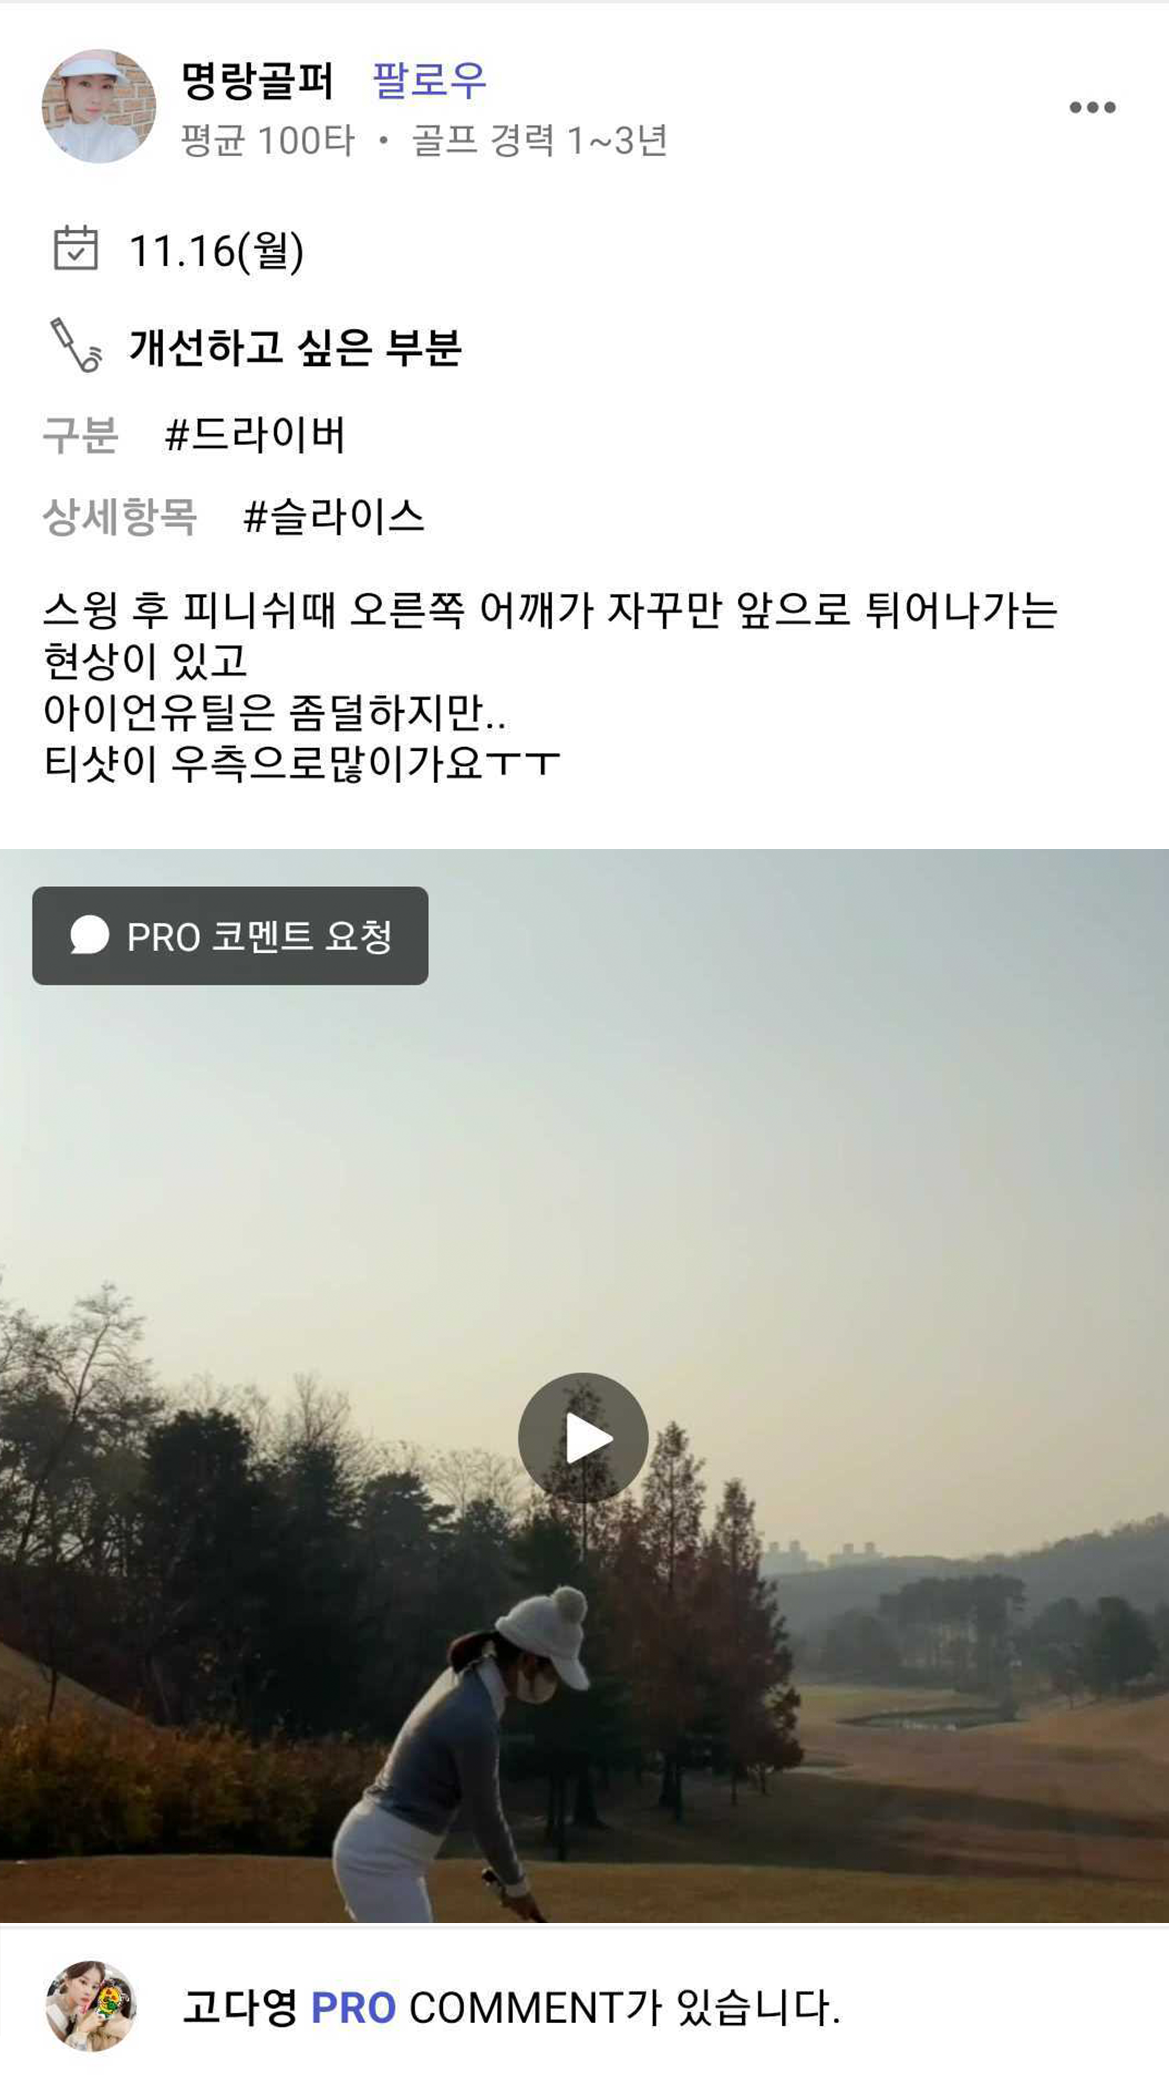 명랑골퍼 팔로우
평균 100타 • 골프 경력 1~3년
11.16(월)
개선하고 싶은 부분
구분 #드라이버
상세항목 #슬라이스
스윙 후 피니쉬때 오른쪽 어깨가 자꾸만 앞으로 튀어나가는
현상이 있고
아이언유틸은 좀덜하지만..
티샷이 우측으로많이가요ㅜㅜ
PRO 코멘트 요청
고다영 PRO COMMENT가 있습니다.